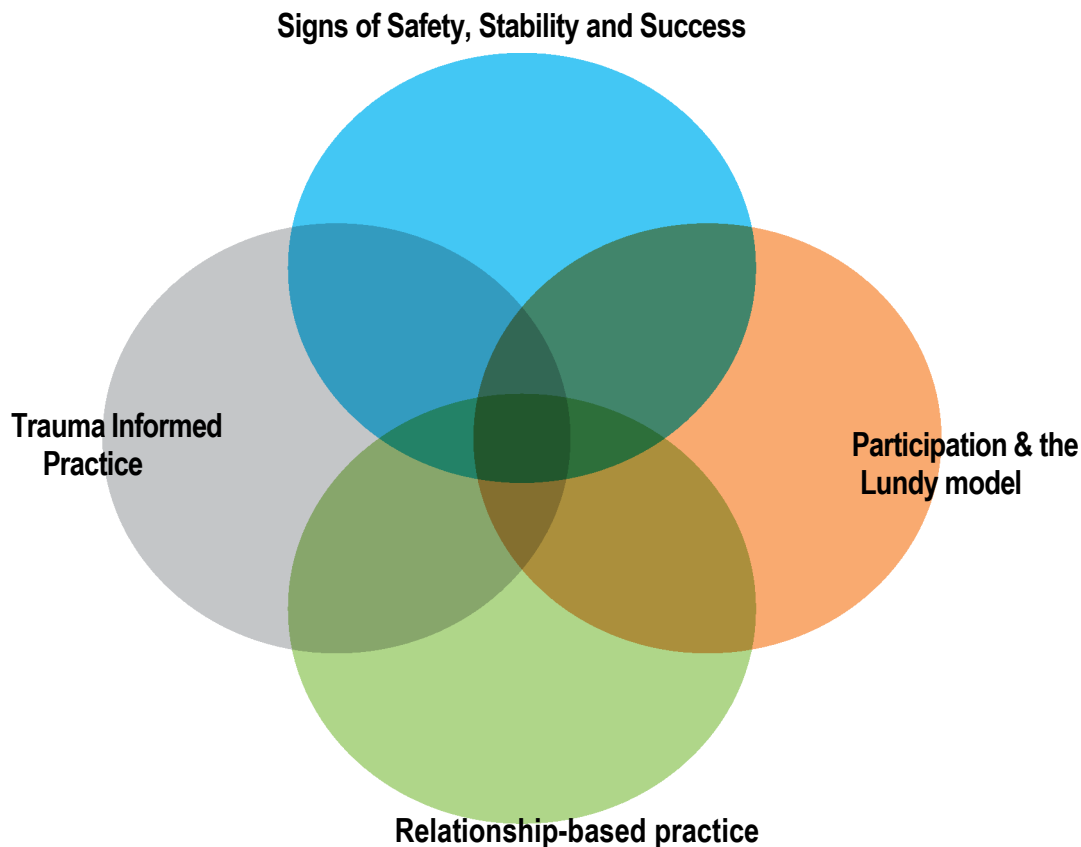 Signs of Safety, Stability and Success
Trauma Informed
Practice
Participation & the
Lundy model
Relationship-based practice